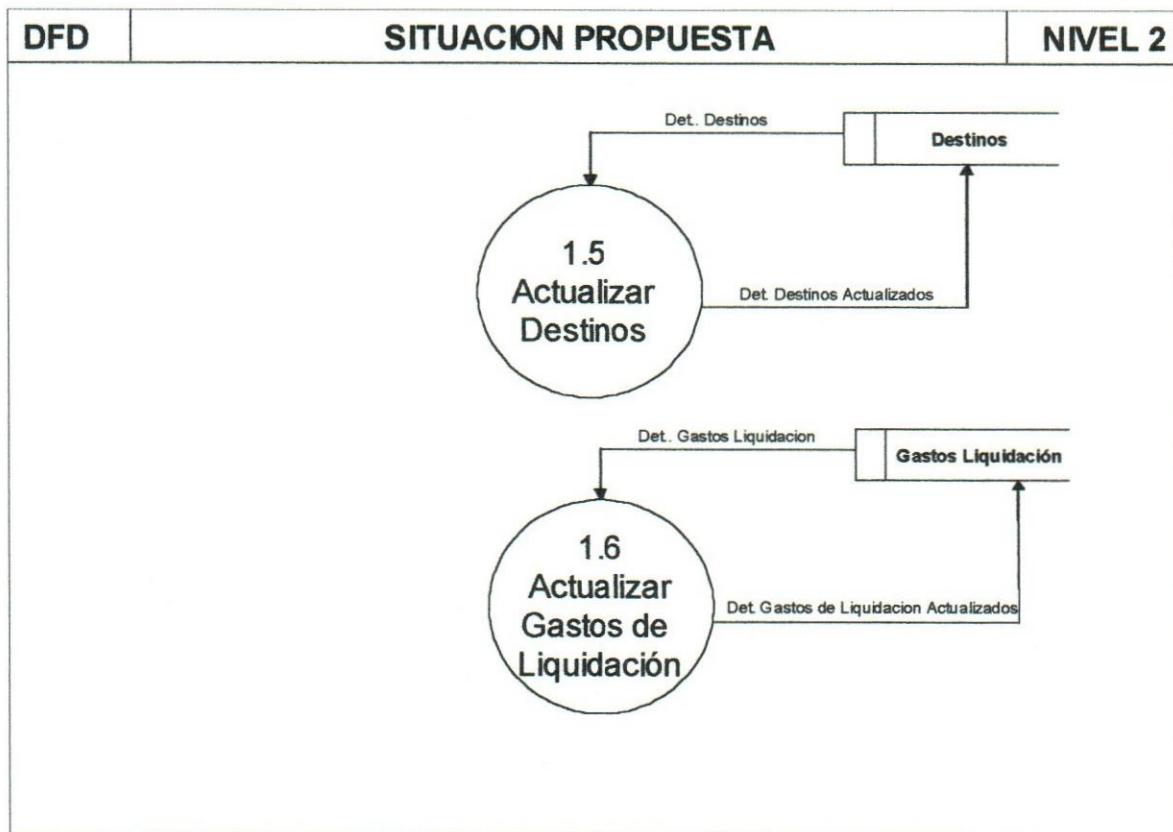 DFD
SITUACION PROPUESTA
NIVEL 2
Det.. Destinos
Destinos
1.5
Actualizar
Destinos
Det. Destinos Actualizados
Det.. Gastos Liquidacion
Gastos Liquidación
1.6
Actualizar
Gastos de
Liquidación
Det. Gastos de Liquidacion Actualizados